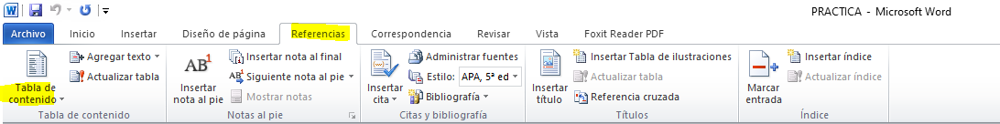 PRACTICA - Microsoft Word
Archivo Inicio Insertar Diseño de página Referencias Correspondencia Revisar Vista Foxit Reader PDF
Tabla de contenido
Agregar texto
Actualizar tabla
Tabla de contenido
AB1
Insertar nota al pie
Insertar nota al final
Siguiente nota al pie
Mostrar notas
Notas al pie
Insertar cita
Administrar fuentes
Estilo: APA, 5ª ed
Bibliografía
Citas y bibliografía
Insertar título
Insertar Tabla de ilustraciones
Actualizar tabla
Referencia cruzada
Títulos
Marcar entrada
Insertar índice
Actualizar índice
Índice